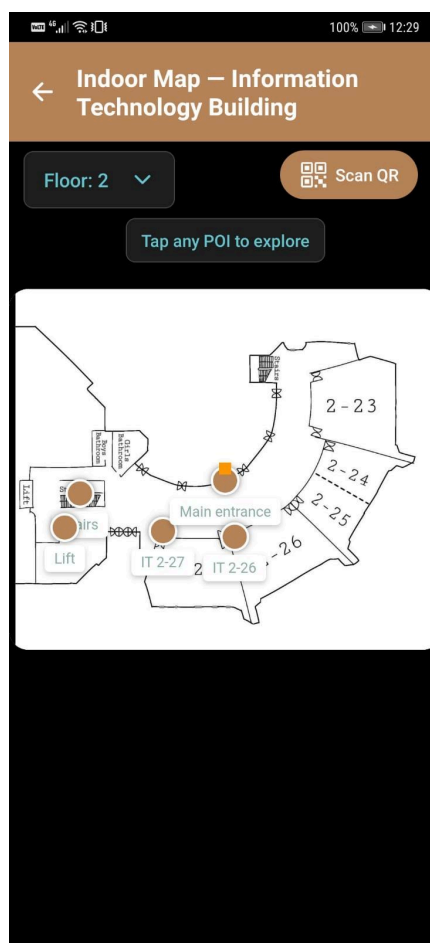 VoLTE 4G 100% 12:29
Indoor Map — Information
Technology Building
Floor: 2
Scan QR
Tap any POI to explore
Stairs
2-23
Girls
Bathroom
Boys
Bathroom
2-24
2-25
Lift
Main entrance
Lift
IT 2-27
IT 2-26